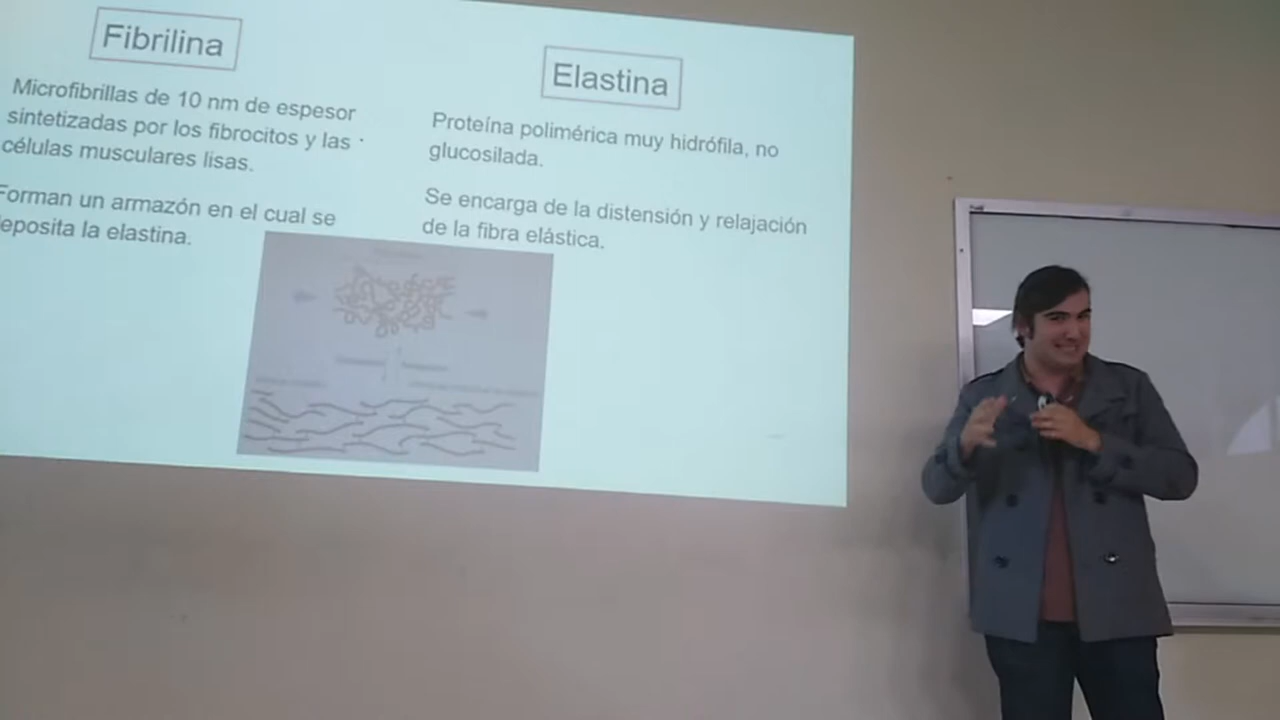 Fibrilina
Microfibrillas de 10 nm de espesor
sintetizadas por los fibrocitos y las
células musculares lisas.
Forman un armazón en el cual se
deposita la elastina.
Elastina
Proteína polimérica muy hidrófila, no
glucosilada.
Se encarga de la distensión y relajación
de la fibra elástica.